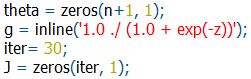 theta = zeros(n+1, 1);
g = inline('1.0 ./ (1.0 + exp(-z))');
iter= 30;
J = zeros(iter, 1);